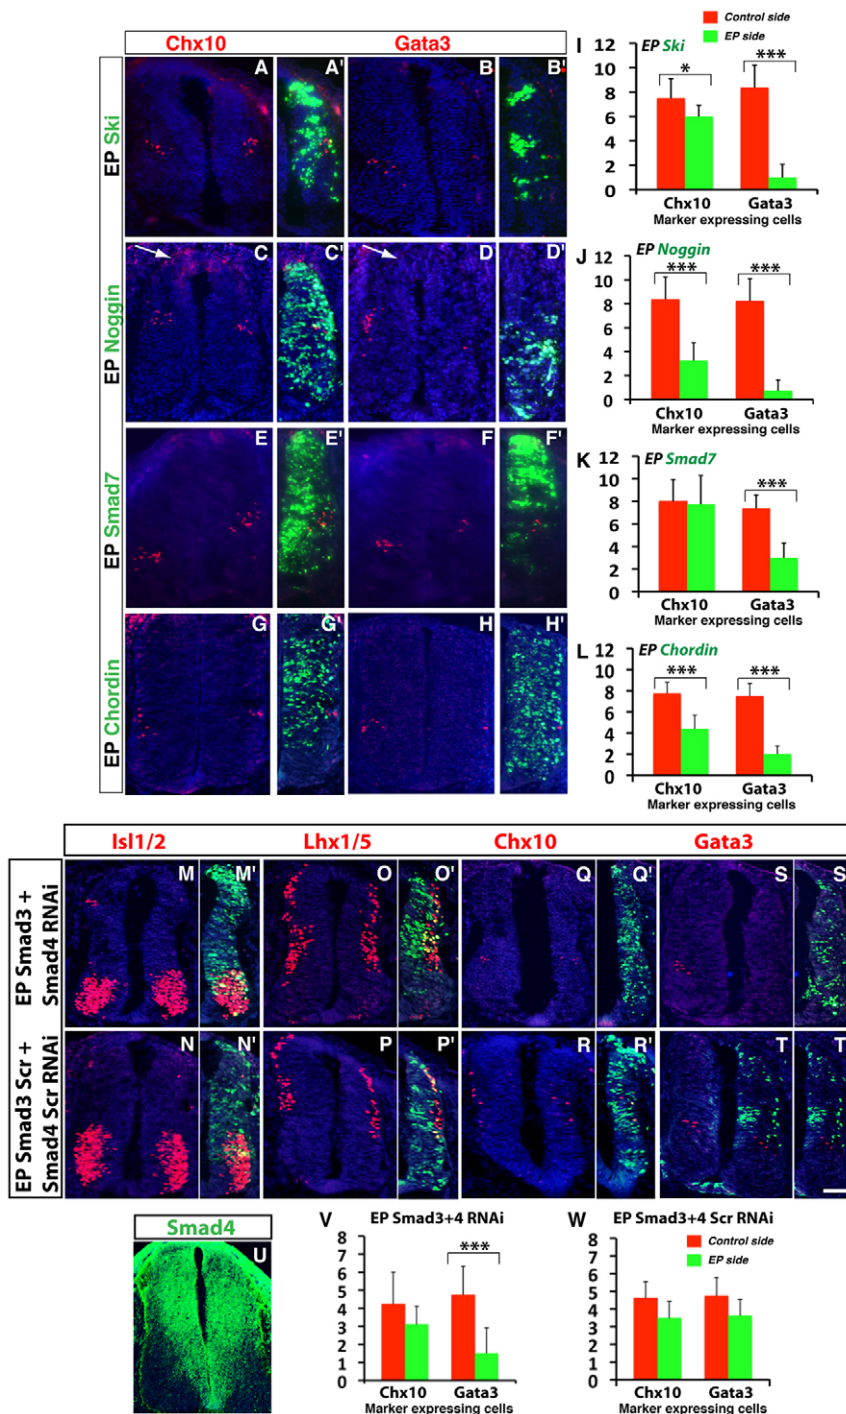 Chx10 Gata3
EP Ski
A A' B B'
EP Noggin
C C' D D'
EP Smad7
E E' F F'
EP Chordin
G G' H H'
Control side
EP side
I EP Ski
12
10
8
6
4
2
0
* ***
Chx10 Gata3
Marker expressing cells
J EP Noggin
12
10
8
6
4
2
0
*** ***
Chx10 Gata3
Marker expressing cells
K EP Smad7
12
10
8
6
4
2
0
***
Chx10 Gata3
Marker expressing cells
L EP Chordin
12
10
8
6
4
2
0
*** ***
Chx10 Gata3
Marker expressing cells
Isl1/2 Lhx1/5 Chx10 Gata3
EP Smad3 +
Smad4 RNAi
M M' O O' Q Q' S S
EP Smad3 Scr +
Smad4 Scr RNAi
N N' P P' R R' T T
Smad4
U
V EP Smad3+4 RNAi
8
7
6
5
4
3
2
1
0
***
Chx10 Gata3
Marker expressing cells
W EP Smad3+4 Scr RNAi
Control side
EP side
8
7
6
5
4
3
2
1
0
Chx10 Gata3
Marker expressing cells